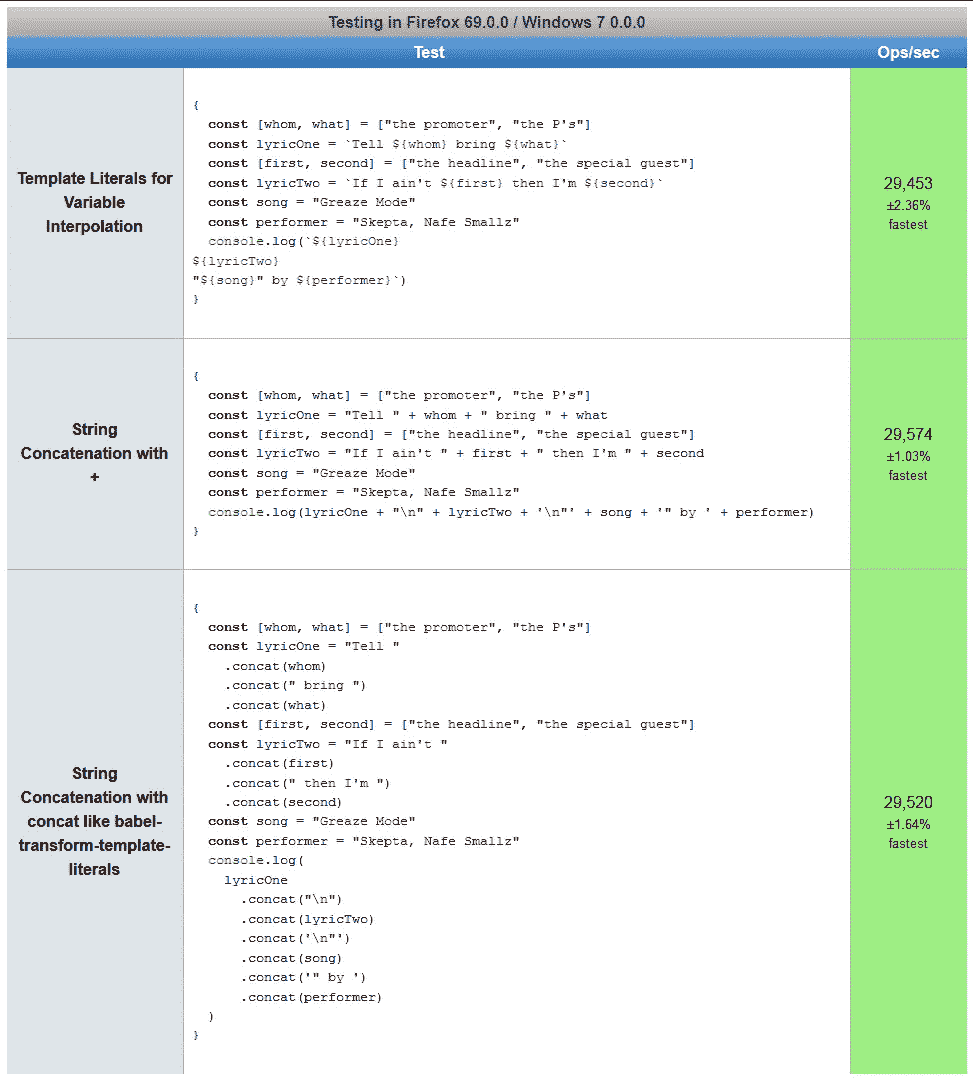 Testing in Firefox 69.0.0 / Windows 7 0.0.0
Test Ops/sec
Template Literals for
Variable
Interpolation
{
  const [whom, what] = ["the promoter", "the P's"]
  const lyricOne = `Tell ${whom} bring ${what}`
  const [first, second] = ["the headline", "the special guest"]
  const lyricTwo = `If I ain't ${first} then I'm ${second}`
  const song = "Greaze Mode"
  const performer = "Skepta, Nafe Smallz"
  console.log(`${lyricOne}
${lyricTwo}
"${song}" by ${performer}`)
}
29,453
±2.36%
fastest
String
Concatenation with
+
{
  const [whom, what] = ["the promoter", "the P's"]
  const lyricOne = "Tell " + whom + " bring " + what
  const [first, second] = ["the headline", "the special guest"]
  const lyricTwo = "If I ain't " + first + " then I'm " + second
  const song = "Greaze Mode"
  const performer = "Skepta, Nafe Smallz"
  console.log(lyricOne + "\n" + lyricTwo + '\n"' + song + '" by ' + performer)
}
29,574
±1.03%
fastest
String
Concatenation with
concat like babel-
transform-template-
literals
{
  const [whom, what] = ["the promoter", "the P's"]
  const lyricOne = "Tell "
    .concat(whom)
    .concat(" bring ")
    .concat(what)
  const [first, second] = ["the headline", "the special guest"]
  const lyricTwo = "If I ain't "
    .concat(first)
    .concat(" then I'm ")
    .concat(second)
  const song = "Greaze Mode"
  const performer = "Skepta, Nafe Smallz"
  console.log(
    lyricOne
      .concat("\n")
      .concat(lyricTwo)
      .concat('\n"')
      .concat(song)
      .concat('" by ')
      .concat(performer)
  )
}
29,520
±1.64%
fastest